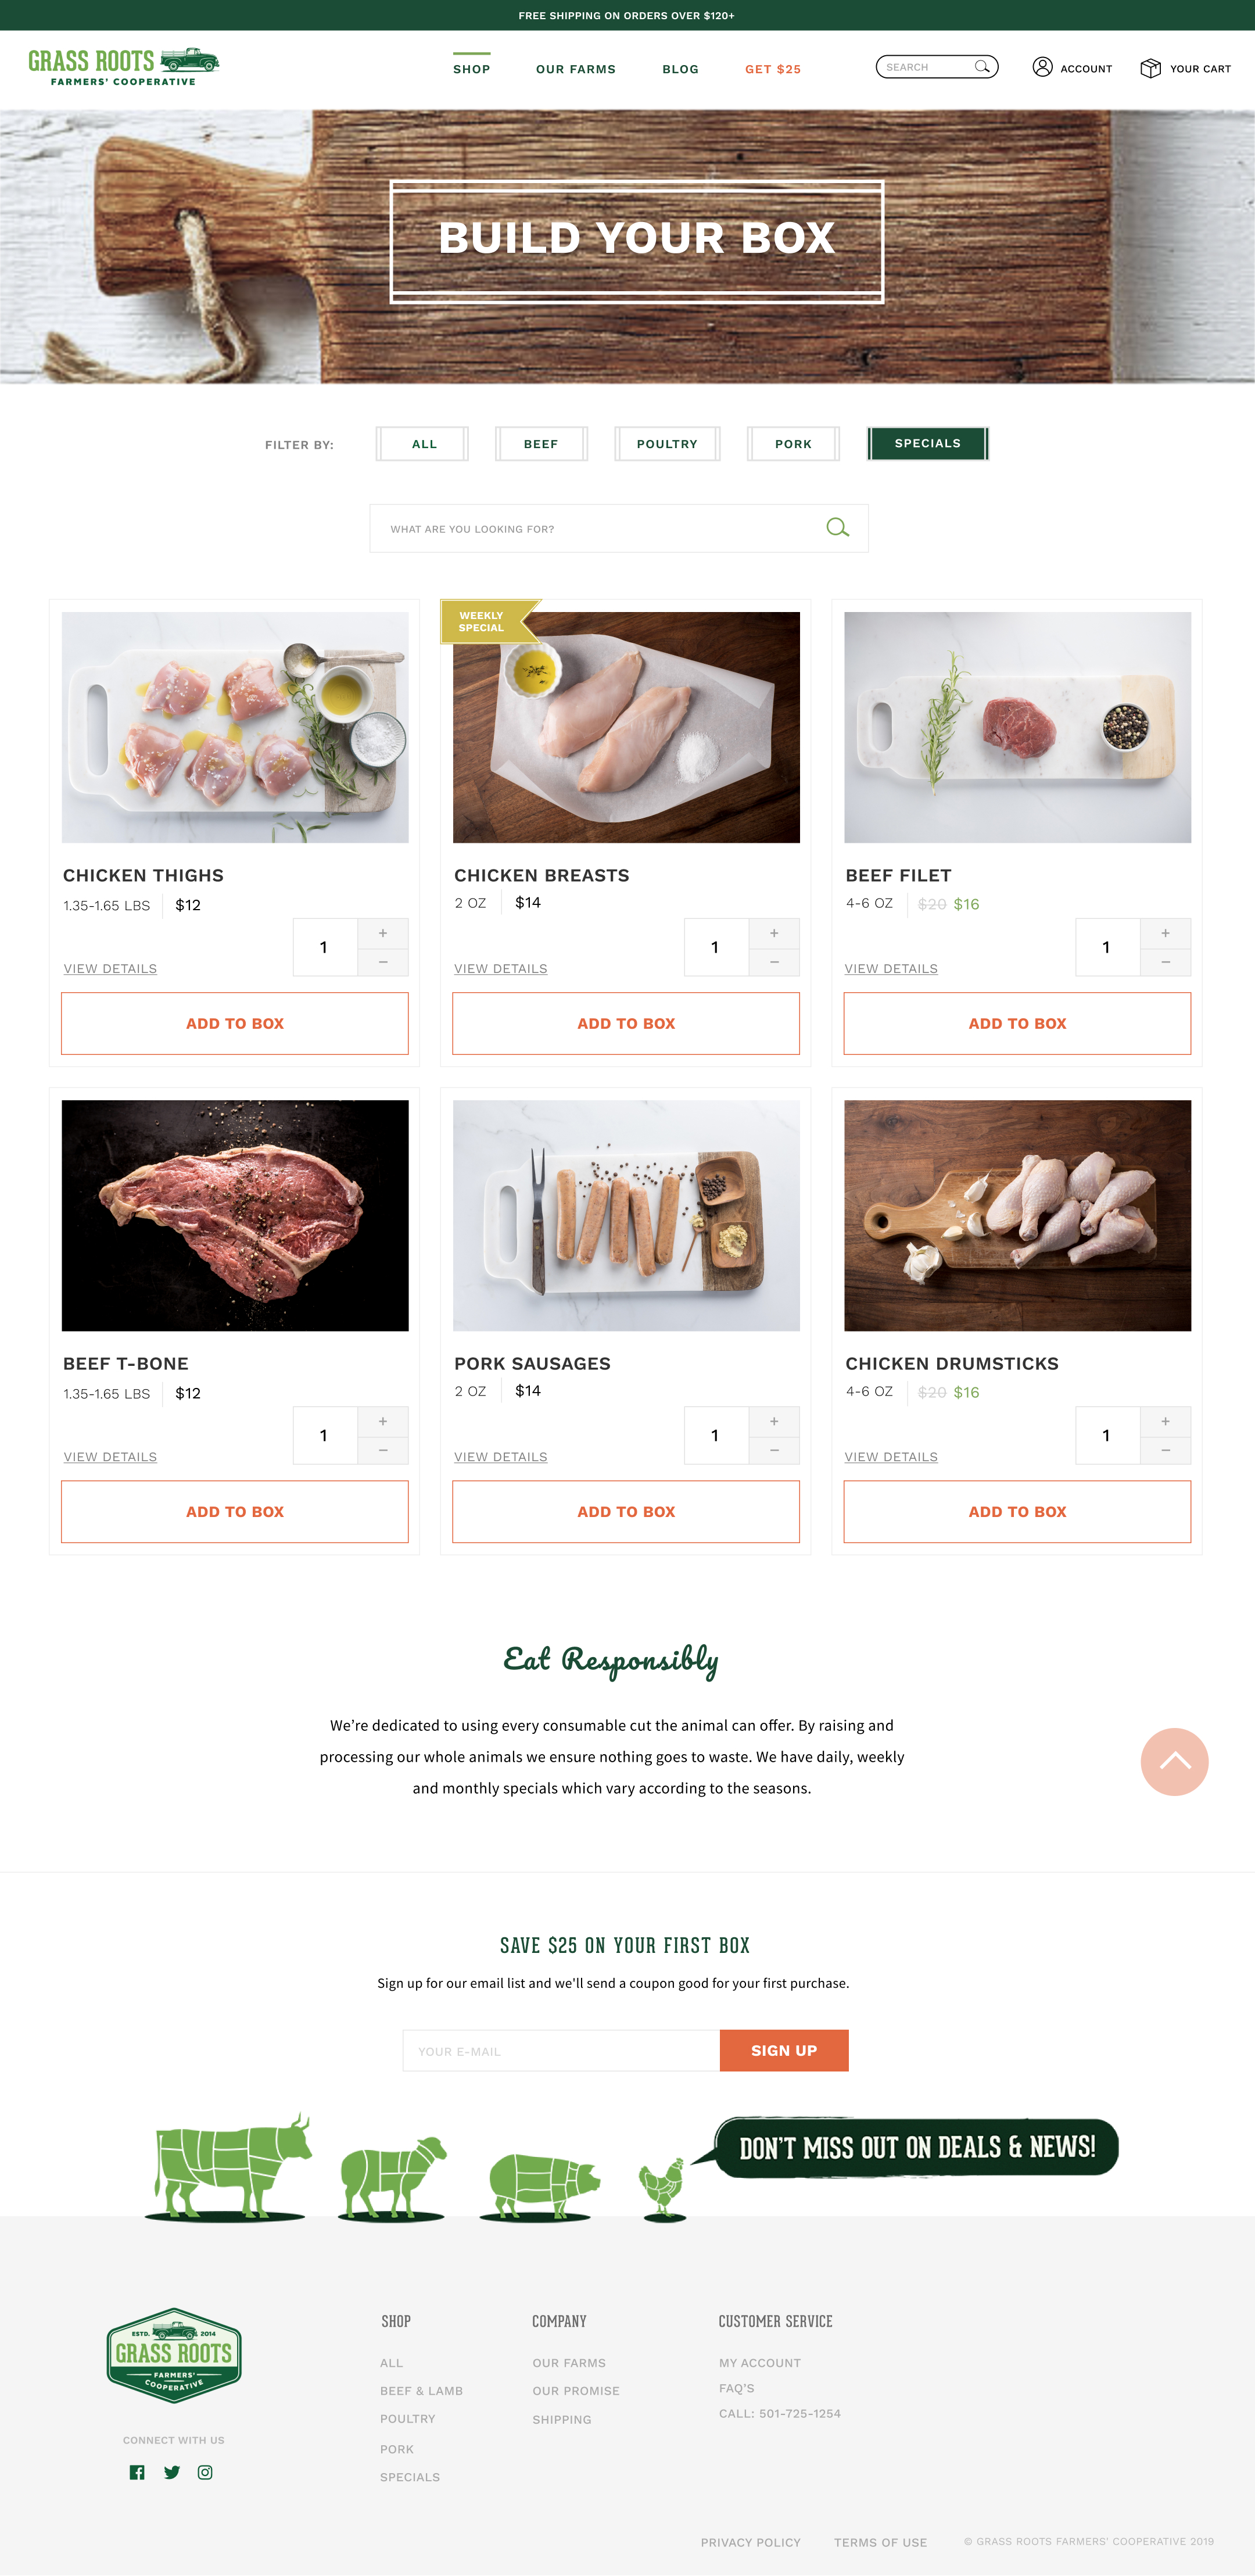 FREE SHIPPING ON ORDERS OVER $120+
GRASS ROOTS
FARMERS' COOPERATIVE
SHOP OUR FARMS BLOG GET $25 SEARCH ACCOUNT YOUR CART
BUILD YOUR BOX
FILTER BY: ALL BEEF POULTRY PORK SPECIALS
WHAT ARE YOU LOOKING FOR?
CHICKEN THIGHS
1.35-1.65 LBS $12
1 +
−
VIEW DETAILS
ADD TO BOX
WEEKLY
SPECIAL
CHICKEN BREASTS
2 OZ $14
1 +
−
VIEW DETAILS
ADD TO BOX
BEEF FILET
4-6 OZ $20 $16
1 +
−
VIEW DETAILS
ADD TO BOX
BEEF T-BONE
1.35-1.65 LBS $12
1 +
−
VIEW DETAILS
ADD TO BOX
PORK SAUSAGES
2 OZ $14
1 +
−
VIEW DETAILS
ADD TO BOX
CHICKEN DRUMSTICKS
4-6 OZ $20 $16
1 +
−
VIEW DETAILS
ADD TO BOX
Eat Responsibly
We’re dedicated to using every consumable cut the animal can offer. By raising and
processing our whole animals we ensure nothing goes to waste. We have daily, weekly
and monthly specials which vary according to the seasons.
SAVE $25 ON YOUR FIRST BOX
Sign up for our email list and we'll send a coupon good for your first purchase.
YOUR E-MAIL SIGN UP
DON'T MISS OUT ON DEALS & NEWS!
ESTD. 2014
GRASS ROOTS
FARMERS'
COOPERATIVE
CONNECT WITH US
SHOP
ALL
BEEF & LAMB
POULTRY
PORK
SPECIALS
COMPANY
OUR FARMS
OUR PROMISE
SHIPPING
CUSTOMER SERVICE
MY ACCOUNT
FAQ'S
CALL: 501-725-1254
PRIVACY POLICY TERMS OF USE © GRASS ROOTS FARMERS' COOPERATIVE 2019